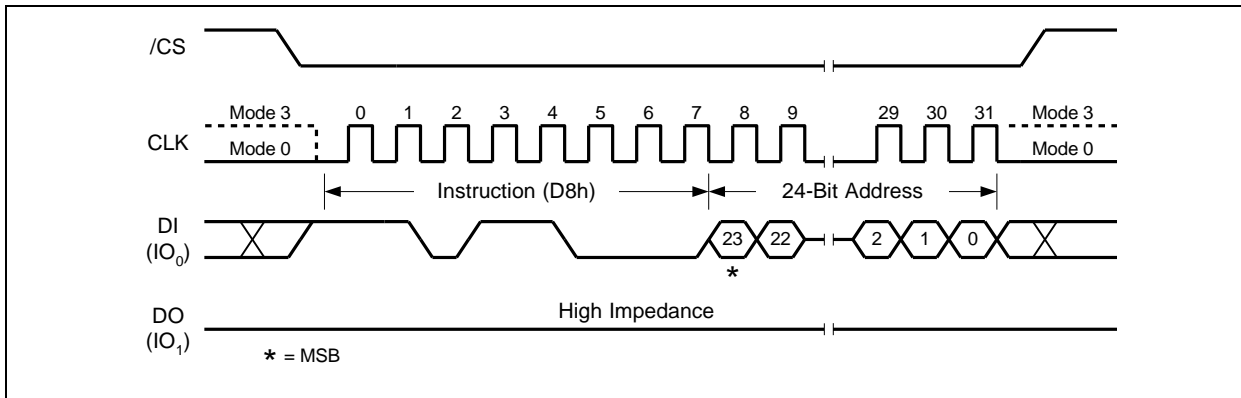 /CS
Mode 3
0 1 2 3 4 5 6 7 8 9 29 30 31
Mode 3
CLK
Mode 0
Mode 0
Instruction (D8h)
24-Bit Address
DI
(IO0)
23 22 2 1 0
*
High Impedance
DO
(IO1)
* = MSB